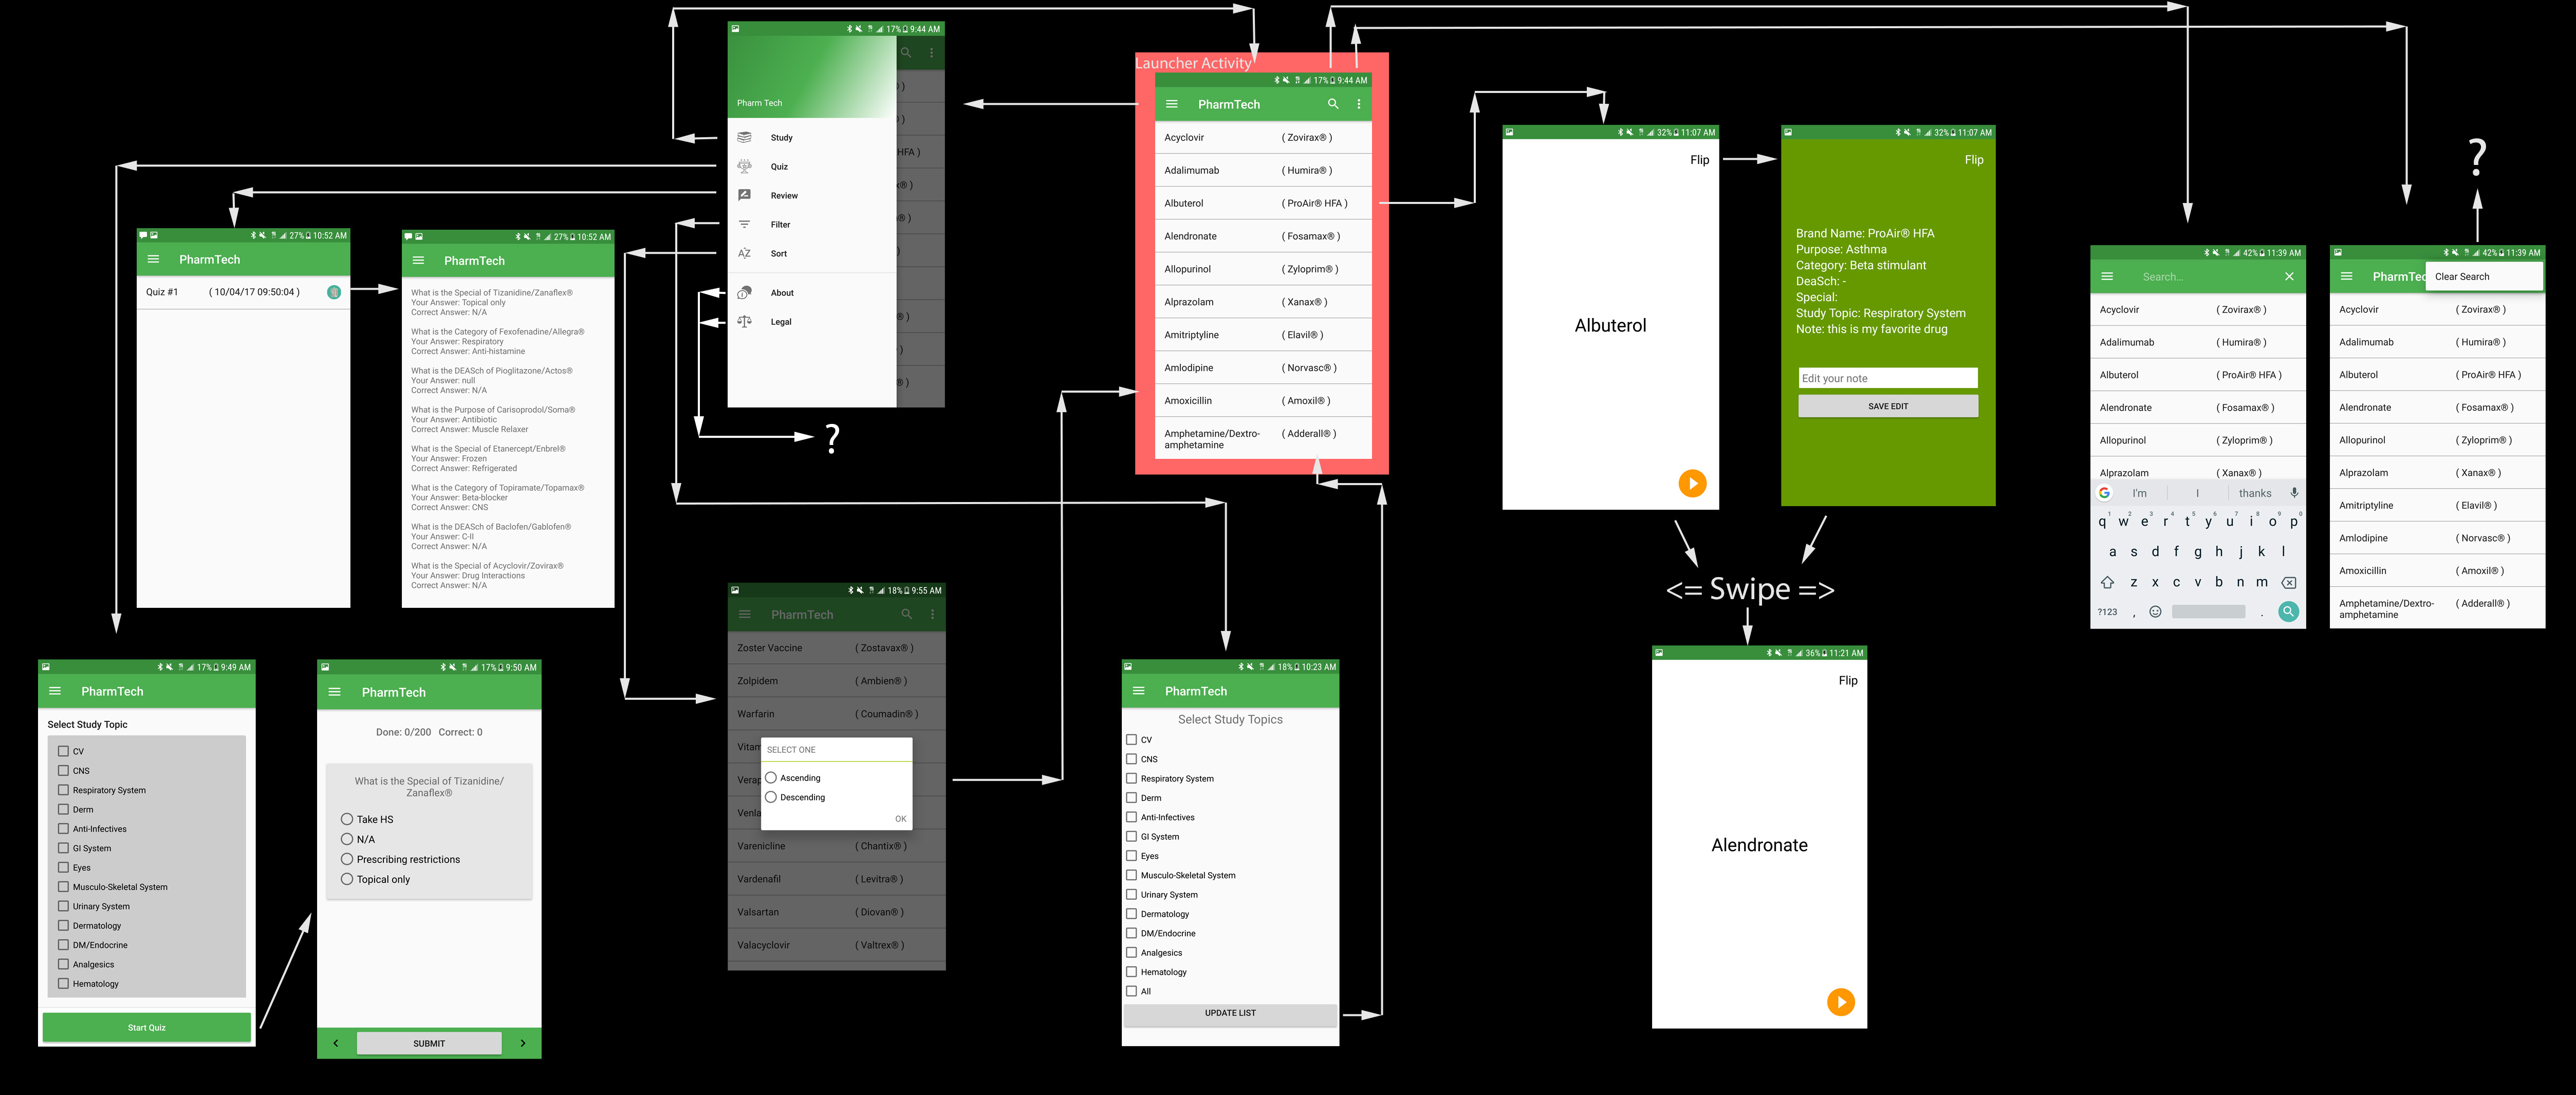 17% 9:44 AM
Pharm Tech
Study
Quiz
Review
Filter
Sort
About
Legal
HFA )
?
Launcher Activity
17% 9:44 AM
PharmTech
Acyclovir ( Zovirax® )
Adalimumab ( Humira® )
Albuterol ( ProAir® HFA )
Alendronate ( Fosamax® )
Allopurinol ( Zyloprim® )
Alprazolam ( Xanax® )
Amitriptyline ( Elavil® )
Amlodipine ( Norvasc® )
Amoxicillin ( Amoxil® )
Amphetamine/Dextro- ( Adderall® )
amphetamine
32% 11:07 AM
Flip
Albuterol
32% 11:07 AM
Flip
Brand Name: ProAir® HFA
Purpose: Asthma
Category: Beta stimulant
DeaSch: -
Special:
Study Topic: Respiratory System
Note: this is my favorite drug
Edit your note
SAVE EDIT
<= Swipe =>
36% 11:21 AM
Flip
Alendronate
42% 11:39 AM
Search...
Acyclovir ( Zovirax® )
Adalimumab ( Humira® )
Albuterol ( ProAir® HFA )
Alendronate ( Fosamax® )
Allopurinol ( Zyloprim® )
Alprazolam ( Xanax® )
I'm I thanks
1 2 3 4 5 6 7 8 9 0
q w e r t y u i o p
a s d f g h j k l
z x c v b n m
?123 , .
?
42% 11:39 AM
PharmTec
Clear Search
Acyclovir ( Zovirax® )
Adalimumab ( Humira® )
Albuterol ( ProAir® HFA )
Alendronate ( Fosamax® )
Allopurinol ( Zyloprim® )
Alprazolam ( Xanax® )
Amitriptyline ( Elavil® )
Amlodipine ( Norvasc® )
Amoxicillin ( Amoxil® )
Amphetamine/Dextro- ( Adderall® )
amphetamine
27% 10:52 AM
PharmTech
Quiz #1 ( 10/04/17 09:50:04 )
27% 10:52 AM
PharmTech
What is the Special of Tizanidine/Zanaflex®
Your Answer: Topical only
Correct Answer: N/A
What is the Category of Fexofenadine/Allegra®
Your Answer: Respiratory
Correct Answer: Anti-histamine
What is the DEASch of Pioglitazone/Actos®
Your Answer: null
Correct Answer: N/A
What is the Purpose of Carisoprodol/Soma®
Your Answer: Antibiotic
Correct Answer: Muscle Relaxer
What is the Special of Etanercept/Enbrel®
Your Answer: Frozen
Correct Answer: Refrigerated
What is the Category of Topiramate/Topamax®
Your Answer: Beta-blocker
Correct Answer: CNS
What is the DEASch of Baclofen/Gablofen®
Your Answer: C-II
Correct Answer: N/A
What is the Special of Acyclovir/Zovirax®
Your Answer: Drug Interactions
Correct Answer: N/A
17% 9:49 AM
PharmTech
Select Study Topic
CV
CNS
Respiratory System
Derm
Anti-Infectives
GI System
Eyes
Musculo-Skeletal System
Urinary System
Dermatology
DM/Endocrine
Analgesics
Hematology
Start Quiz
17% 9:50 AM
PharmTech
Done: 0/200 Correct: 0
What is the Special of Tizanidine/
Zanaflex®
Take HS
N/A
Prescribing restrictions
Topical only
< SUBMIT >
18% 9:55 AM
PharmTech
Zoster Vaccine ( Zostavax® )
Zolpidem ( Ambien® )
Warfarin ( Coumadin® )
Vitam
Verap
Venla
SELECT ONE
Ascending
Descending
OK
Varenicline ( Chantix® )
Vardenafil ( Levitra® )
Valsartan ( Diovan® )
Valacyclovir ( Valtrex® )
18% 10:23 AM
PharmTech
Select Study Topics
CV
CNS
Respiratory System
Derm
Anti-Infectives
GI System
Eyes
Musculo-Skeletal System
Urinary System
Dermatology
DM/Endocrine
Analgesics
Hematology
All
UPDATE LIST